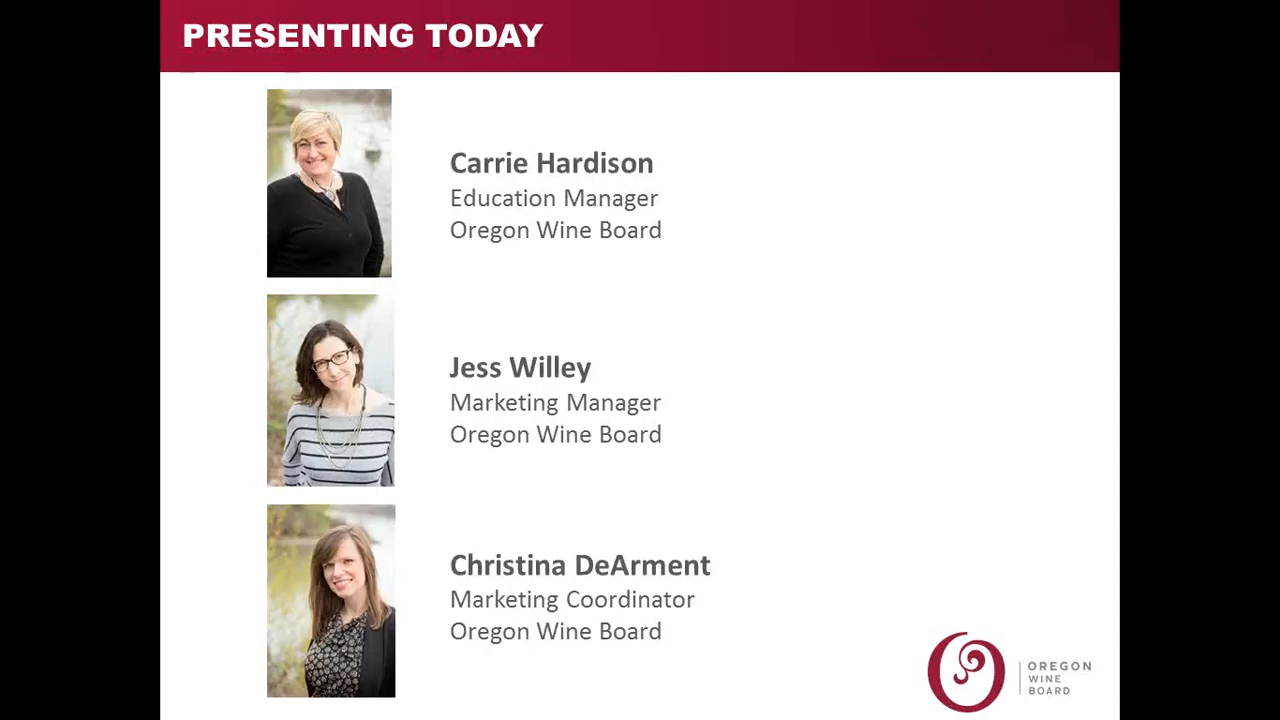 PRESENTING TODAY
Carrie Hardison
Education Manager
Oregon Wine Board
Jess Willey
Marketing Manager
Oregon Wine Board
Christina DeArment
Marketing Coordinator
Oregon Wine Board
OREGON
WINE
BOARD